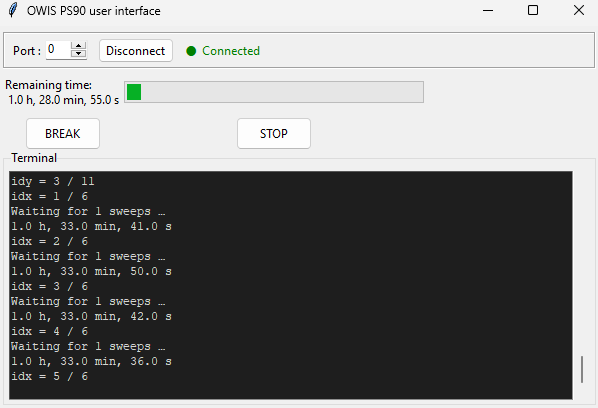 OWIS PS90 user interface
Port : 0 Disconnect Connected
Remaining time:
1.0 h, 28.0 min, 55.0 s
BREAK STOP
Terminal
idy = 3 / 11
idx = 1 / 6
Waiting for 1 sweeps …
1.0 h, 33.0 min, 41.0 s
idx = 2 / 6
Waiting for 1 sweeps …
1.0 h, 33.0 min, 50.0 s
idx = 3 / 6
Waiting for 1 sweeps …
1.0 h, 33.0 min, 42.0 s
idx = 4 / 6
Waiting for 1 sweeps …
1.0 h, 33.0 min, 36.0 s
idx = 5 / 6